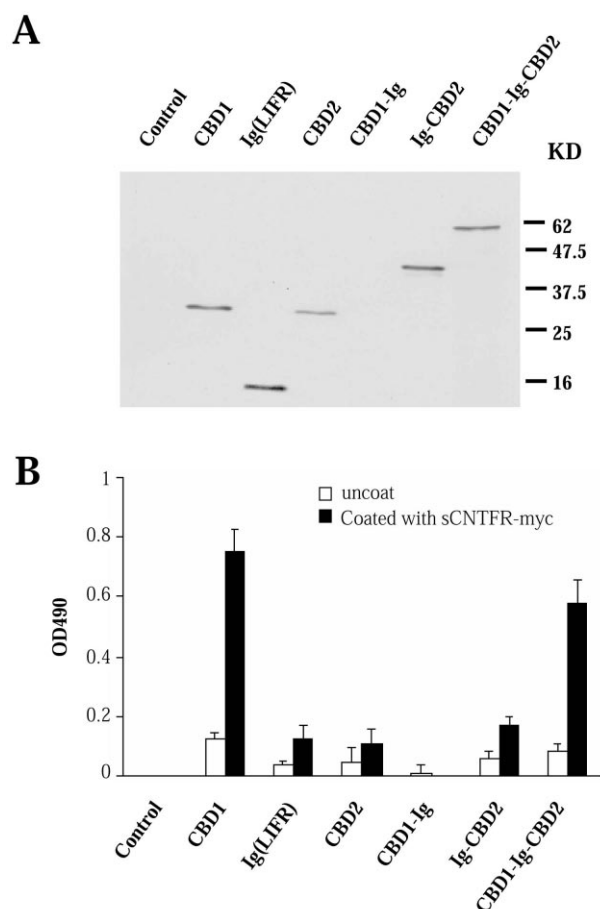 A
Control CBD1 Ig(LIFR) CBD2 CBD1-Ig Ig-CBD2 CBD1-Ig-CBD2
KD
62
47.5
37.5
25
16
B
1
0.8
0.6
0.4
0.2
0
OD490
uncoat
Coated with sCNTFR-myc
Control CBD1 Ig(LIFR) CBD2 CBD1-Ig Ig-CBD2 CBD1-Ig-CBD2